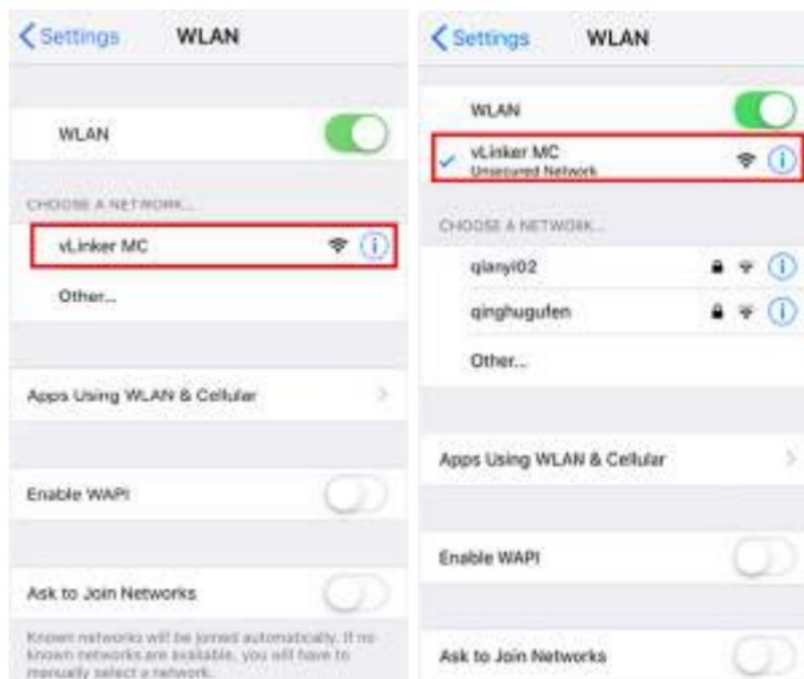 Settings WLAN
WLAN
CHOOSE A NETWORK...
vLinker MC
Other...
Apps Using WLAN & Cellular
Enable WAPI
Ask to Join Networks
Known networks will be joined automatically. If no
known networks are available, you will have to
manually select a network.
Settings WLAN
WLAN
vLinker MC
Unsecured Network
CHOOSE A NETWORK...
qianyi02
qinghugufen
Other...
Apps Using WLAN & Cellular
Enable WAPI
Ask to Join Networks